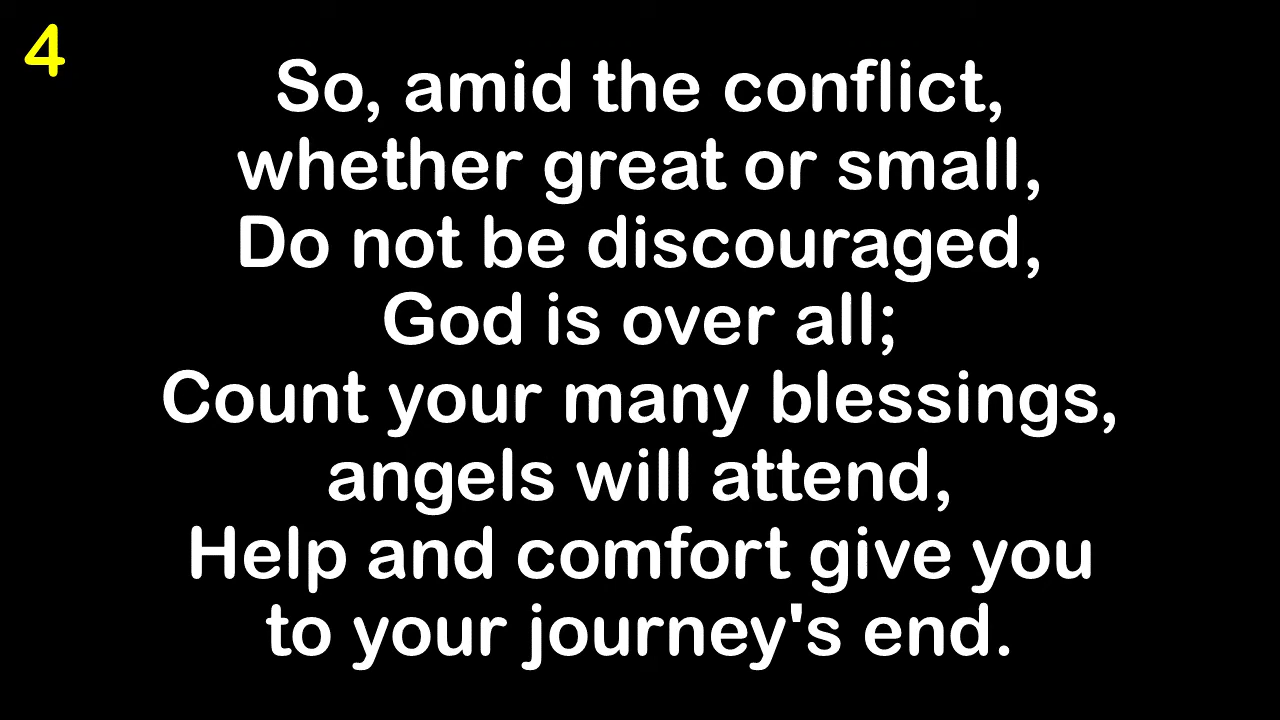 4
So, amid the conflict,
whether great or small,
Do not be discouraged,
God is over all;
Count your many blessings,
angels will attend,
Help and comfort give you
to your journey's end.